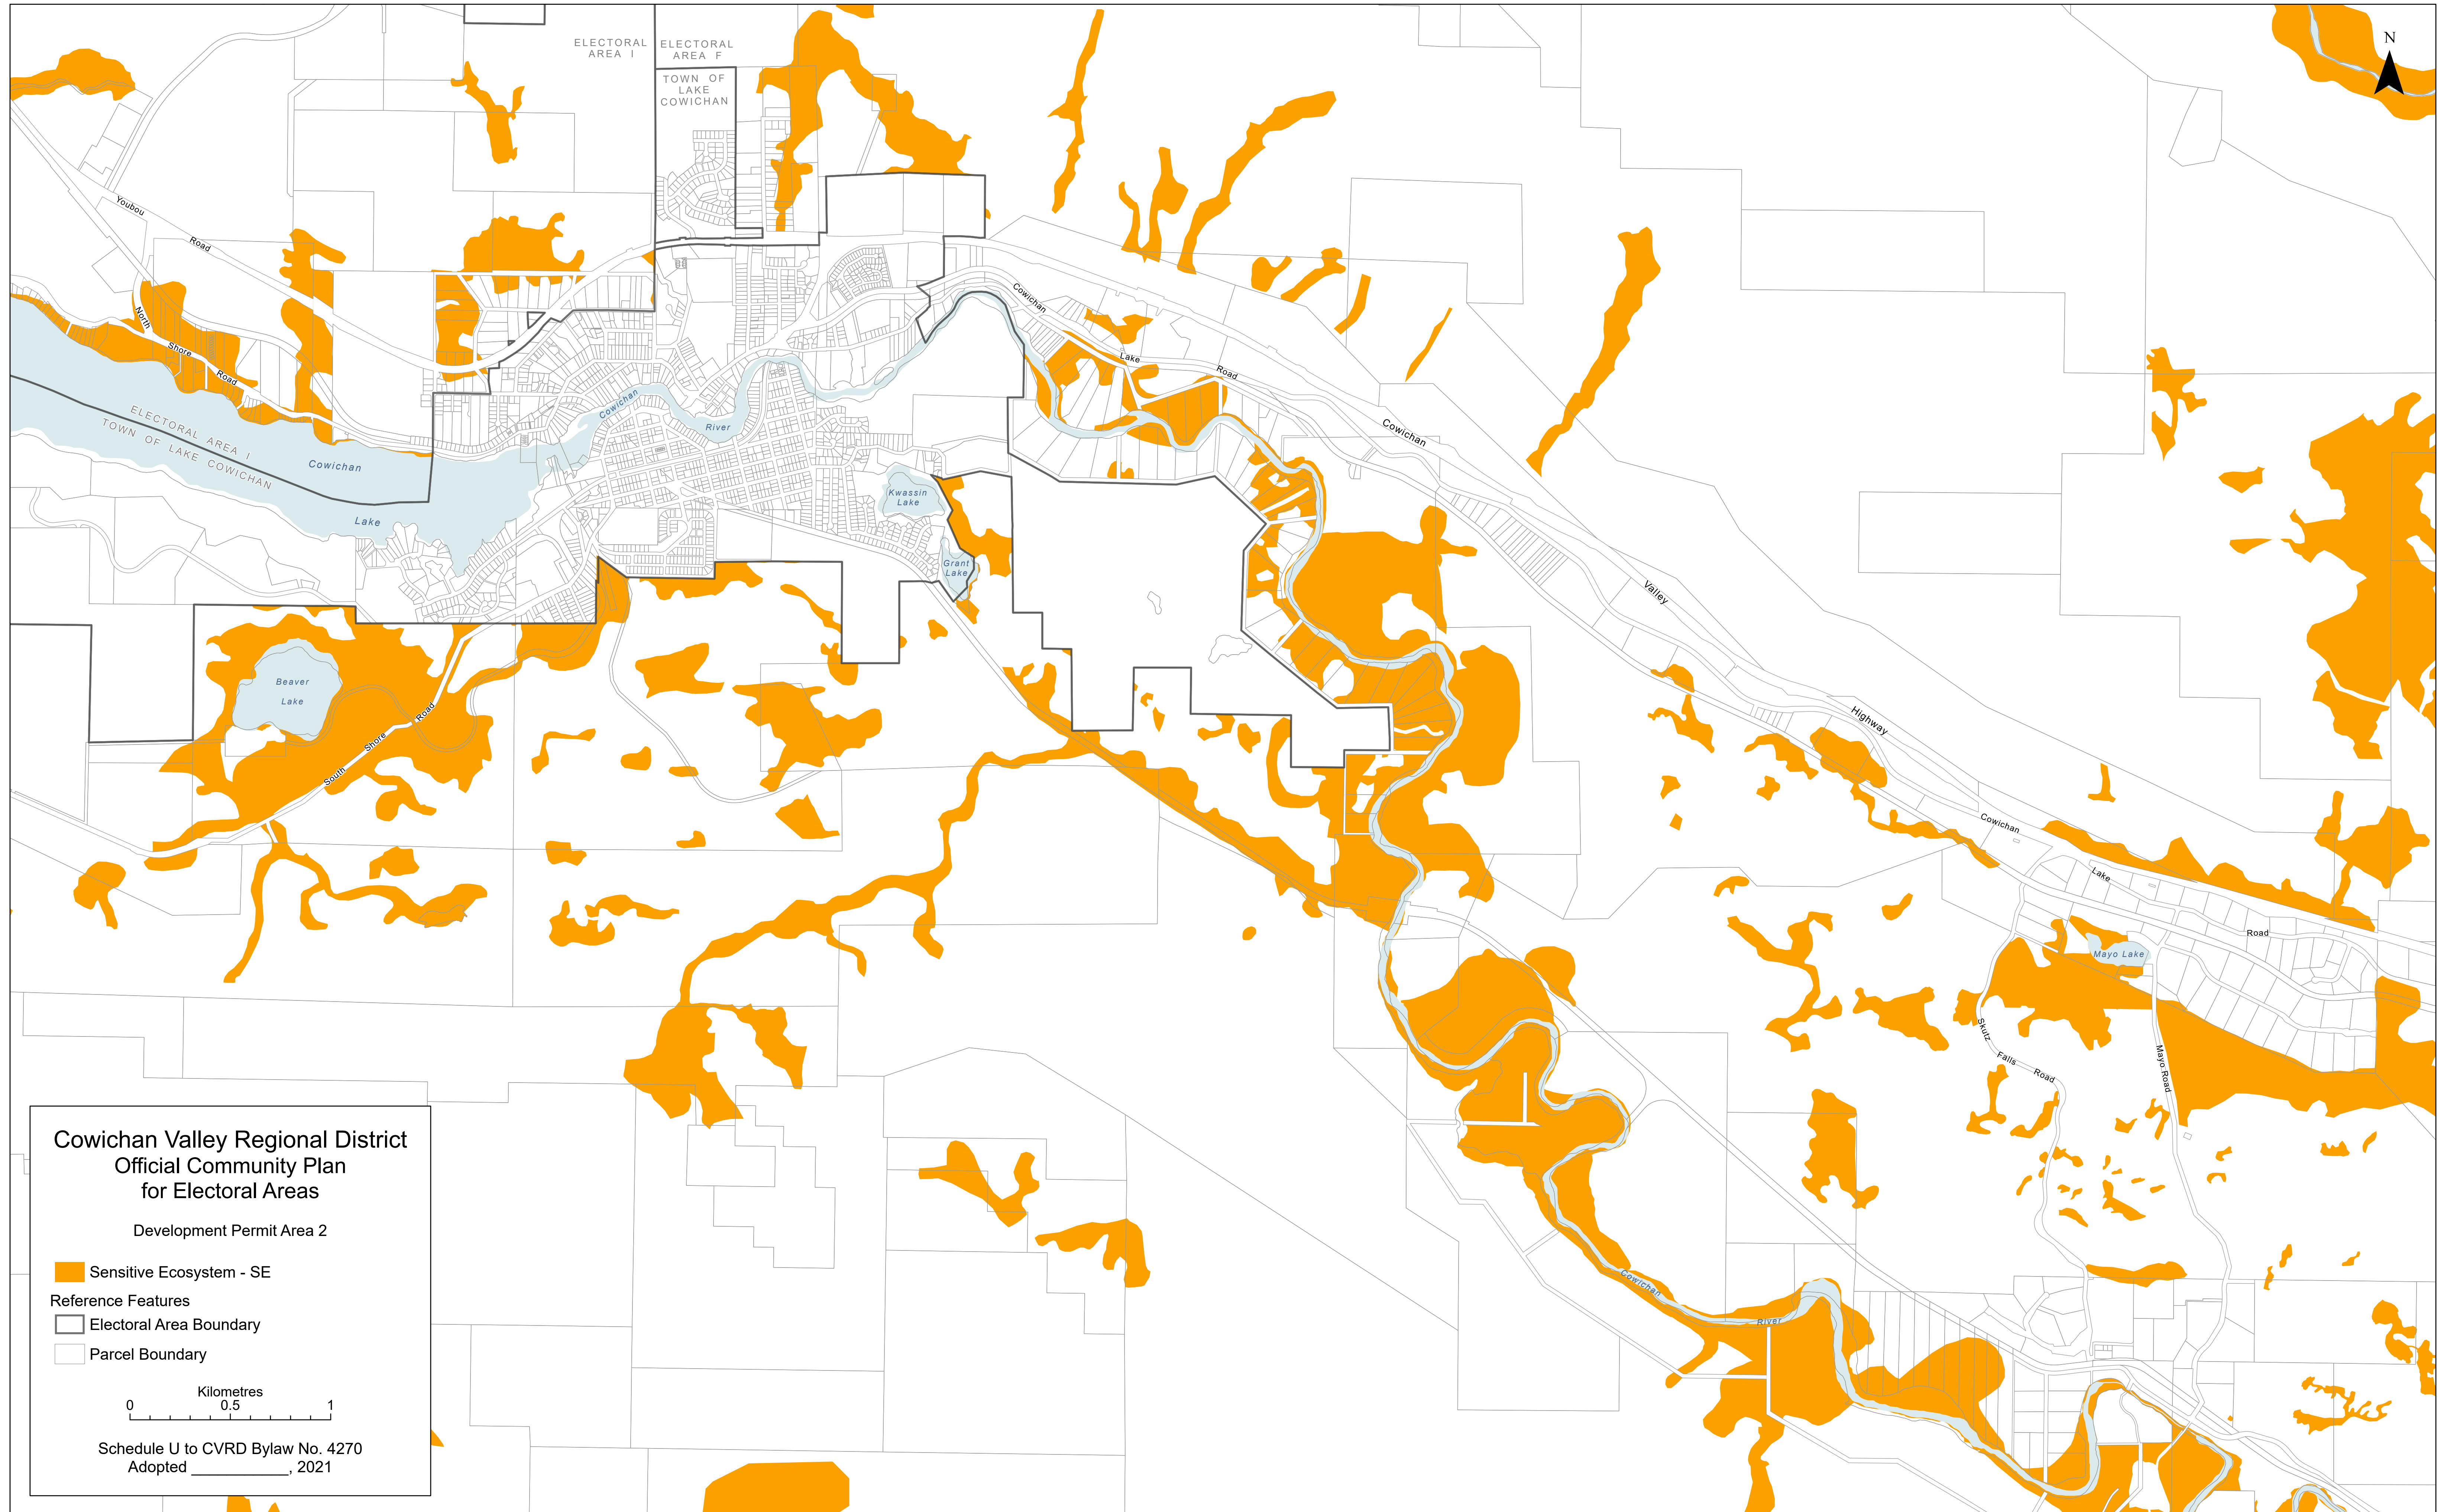 ELECTORAL
AREA I
ELECTORAL
AREA F
TOWN OF
LAKE
COWICHAN
N
Youbou
Road
North
Shore
Road
Cowichan
Lake
Road
ELECTORAL AREA I
TOWN OF LAKE COWICHAN
Cowichan
Lake
Cowichan
River
Kwassin
Lake
Grant
Lake
Cowichan
Valley
Highway
Beaver
Lake
South
Shore
Road
Cowichan
Lake
Road
Mayo Lake
Skutz
Falls
Road
Mayo Road
Cowichan
River
Cowichan Valley Regional District
Official Community Plan
for Electoral Areas
Development Permit Area 2
Sensitive Ecosystem - SE
Reference Features
Electoral Area Boundary
Parcel Boundary
Kilometres
0 0.5 1
Schedule U to CVRD Bylaw No. 4270
Adopted ____________, 2021